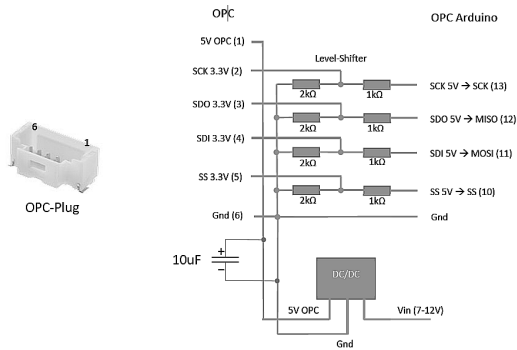 OPC
OPC Arduino
5V OPC (1)
Level-Shifter
SCK 3.3V (2)
2kΩ
1kΩ
SCK 5V → SCK (13)
SDO 3.3V (3)
2kΩ
1kΩ
SDO 5V → MISO (12)
SDI 3.3V (4)
2kΩ
1kΩ
SDI 5V → MOSI (11)
SS 3.3V (5)
2kΩ
1kΩ
SS 5V → SS (10)
Gnd (6)
Gnd
6
1
OPC-Plug
10uF
+
−
DC/DC
5V OPC
Vin (7-12V)
Gnd